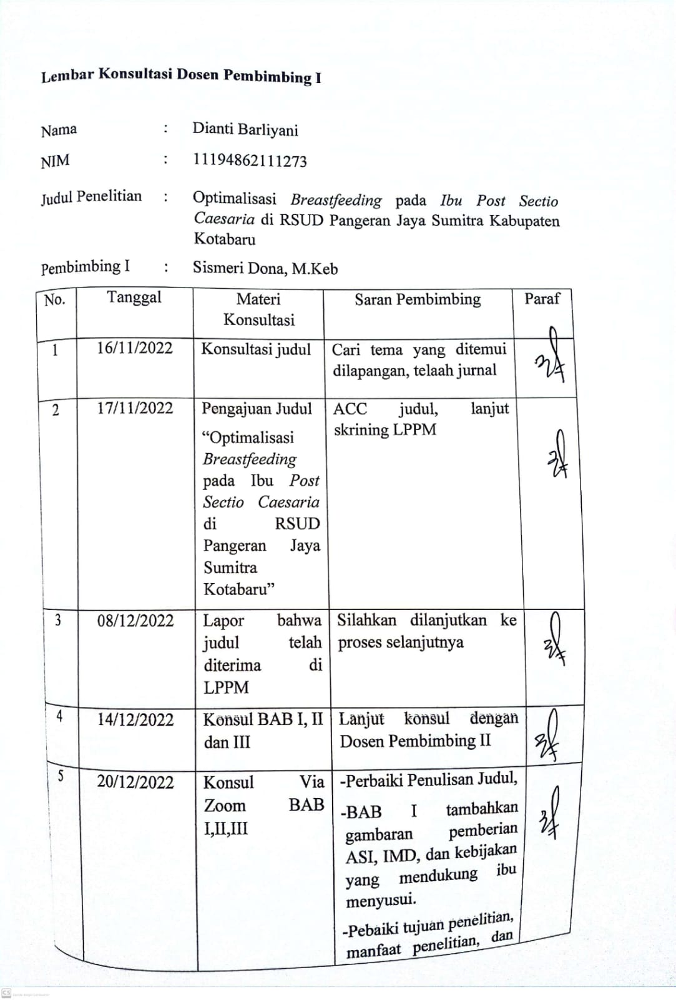 Lembar Konsultasi Dosen Pembimbing I
Nama : Dianti Barliyani
NIM : 11194862111273
Judul Penelitian : Optimalisasi Breastfeeding pada Ibu Post Sectio
Caesaria di RSUD Pangeran Jaya Sumitra Kabupaten
Kotabaru
Pembimbing I : Sismeri Dona, M.Keb
No. Tanggal Materi Saran Pembimbing Paraf
Konsultasi
1 16/11/2022 Konsultasi judul Cari tema yang ditemui
dilapangan, telaah jurnal
2 17/11/2022 Pengajuan Judul ACC judul, lanjut
skrining LPPM
“Optimalisasi
Breastfeeding
pada Ibu Post
Sectio Caesaria
di RSUD
Pangeran Jaya
Sumitra
Kotabaru”
3 08/12/2022 Lapor bahwa Silahkan dilanjutkan ke
judul telah proses selanjutnya
diterima di
LPPM
4 14/12/2022 Konsul BAB I, II Lanjut konsul dengan
dan III Dosen Pembimbing II
5 20/12/2022 Konsul Via -Perbaiki Penulisan Judul,
Zoom BAB -BAB I tambahkan
I,II,III gambaran pemberian
ASI, IMD, dan kebijakan
yang mendukung ibu
menyusui.
-Pebaiki tujuan penelitian,
manfaat penelitian, dan
CS